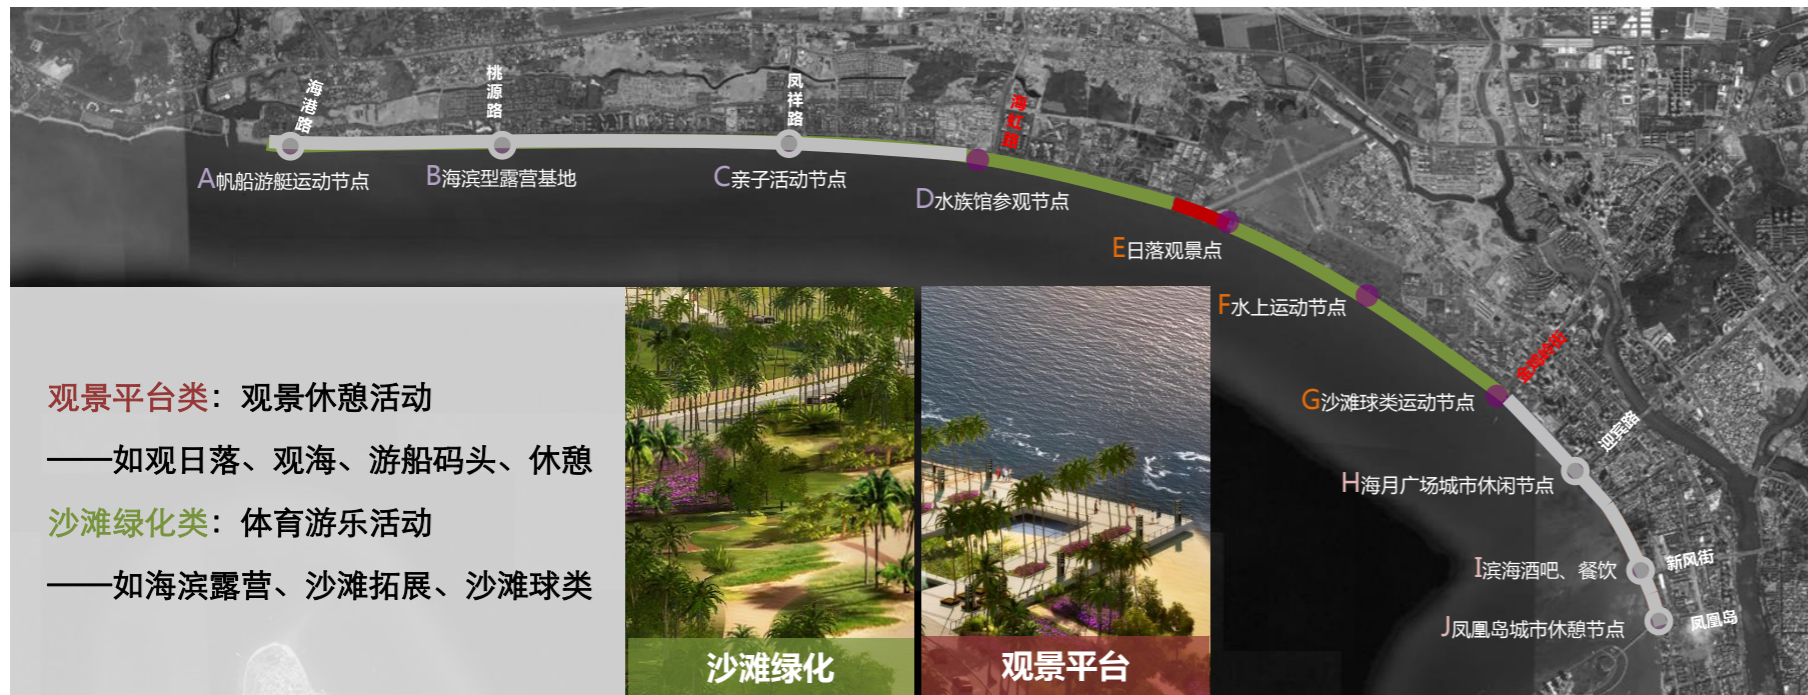 海港路
桃源路
凤祥路
海虹路
A帆船游艇运动节点
B海滨型露营基地
C亲子活动节点
D水族馆参观节点
E日落观景点
F水上运动节点
金鸡岭街
G沙滩球类运动节点
迎宾路
H海月广场城市休闲节点
I滨海酒吧、餐饮
新风街
J凤凰岛城市休憩节点
凤凰岛
观景平台类：观景休憩活动
——如观日落、观海、游船码头、休憩
沙滩绿化类：体育游乐活动
——如海滨露营、沙滩拓展、沙滩球类
沙滩绿化
观景平台